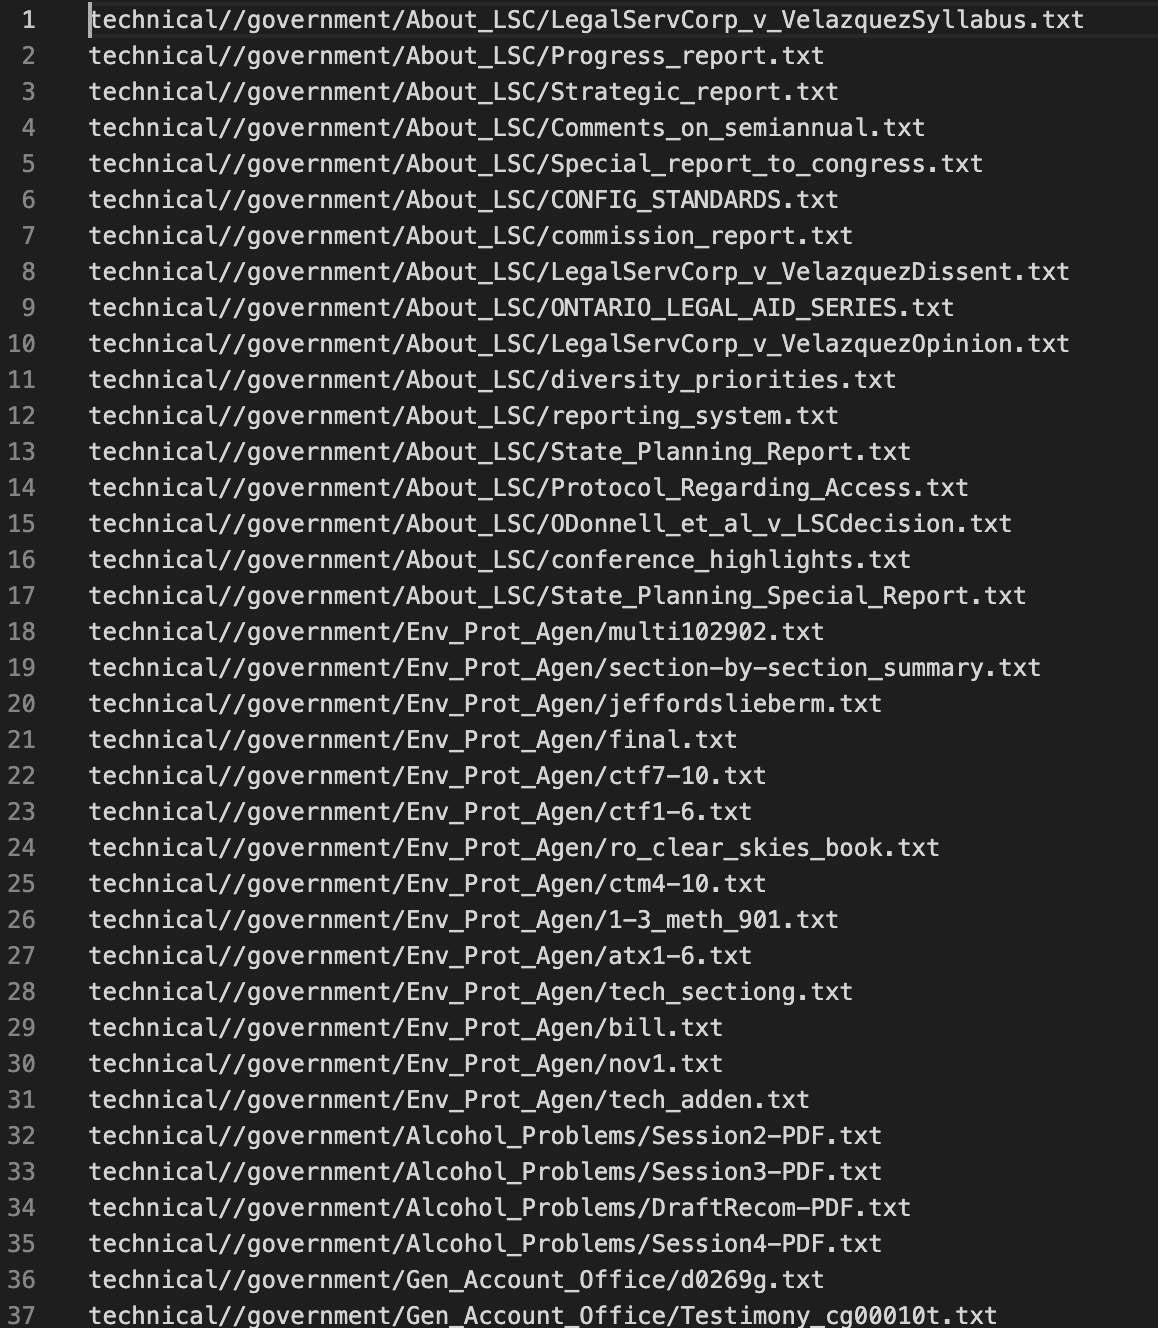 1 technical//government/About_LSC/LegalServCorp_v_VelazquezSyllabus.txt
2 technical//government/About_LSC/Progress_report.txt
3 technical//government/About_LSC/Strategic_report.txt
4 technical//government/About_LSC/Comments_on_semiannual.txt
5 technical//government/About_LSC/Special_report_to_congress.txt
6 technical//government/About_LSC/CONFIG_STANDARDS.txt
7 technical//government/About_LSC/commission_report.txt
8 technical//government/About_LSC/LegalServCorp_v_VelazquezDissent.txt
9 technical//government/About_LSC/ONTARIO_LEGAL_AID_SERIES.txt
10 technical//government/About_LSC/LegalServCorp_v_VelazquezOpinion.txt
11 technical//government/About_LSC/diversity_priorities.txt
12 technical//government/About_LSC/reporting_system.txt
13 technical//government/About_LSC/State_Planning_Report.txt
14 technical//government/About_LSC/Protocol_Regarding_Access.txt
15 technical//government/About_LSC/ODonnell_et_al_v_LSCdecision.txt
16 technical//government/About_LSC/conference_highlights.txt
17 technical//government/About_LSC/State_Planning_Special_Report.txt
18 technical//government/Env_Prot_Agen/multi102902.txt
19 technical//government/Env_Prot_Agen/section-by-section_summary.txt
20 technical//government/Env_Prot_Agen/jeffordslieberm.txt
21 technical//government/Env_Prot_Agen/final.txt
22 technical//government/Env_Prot_Agen/ctf7-10.txt
23 technical//government/Env_Prot_Agen/ctf1-6.txt
24 technical//government/Env_Prot_Agen/ro_clear_skies_book.txt
25 technical//government/Env_Prot_Agen/ctm4-10.txt
26 technical//government/Env_Prot_Agen/1-3_meth_901.txt
27 technical//government/Env_Prot_Agen/atx1-6.txt
28 technical//government/Env_Prot_Agen/tech_sectiong.txt
29 technical//government/Env_Prot_Agen/bill.txt
30 technical//government/Env_Prot_Agen/nov1.txt
31 technical//government/Env_Prot_Agen/tech_adden.txt
32 technical//government/Alcohol_Problems/Session2-PDF.txt
33 technical//government/Alcohol_Problems/Session3-PDF.txt
34 technical//government/Alcohol_Problems/DraftRecom-PDF.txt
35 technical//government/Alcohol_Problems/Session4-PDF.txt
36 technical//government/Gen_Account_Office/d0269g.txt
37 technical//government/Gen_Account_Office/Testimony_cg00010t.txt